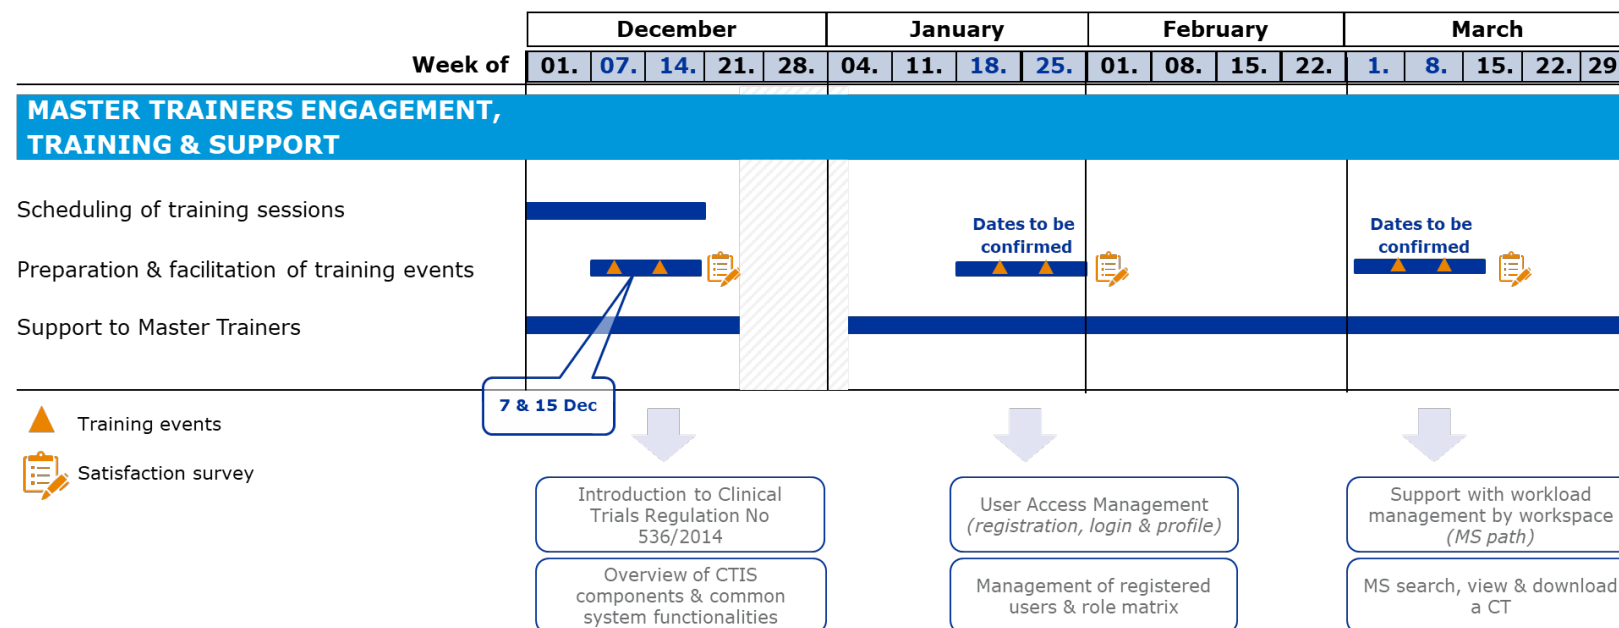 December January February March
Week of 01. 07. 14. 21. 28. 04. 11. 18. 25. 01. 08. 15. 22. 1. 8. 15. 22. 29
MASTER TRAINERS ENGAGEMENT,
TRAINING & SUPPORT
Scheduling of training sessions
Dates to be
confirmed
Dates to be
confirmed
Preparation & facilitation of training events
Support to Master Trainers
7 & 15 Dec
Training events
Satisfaction survey
Introduction to Clinical
Trials Regulation No
536/2014
User Access Management
(registration, login & profile)
Support with workload
management by workspace
(MS path)
Overview of CTIS
components & common
system functionalities
Management of registered
users & role matrix
MS search, view & download
a CT